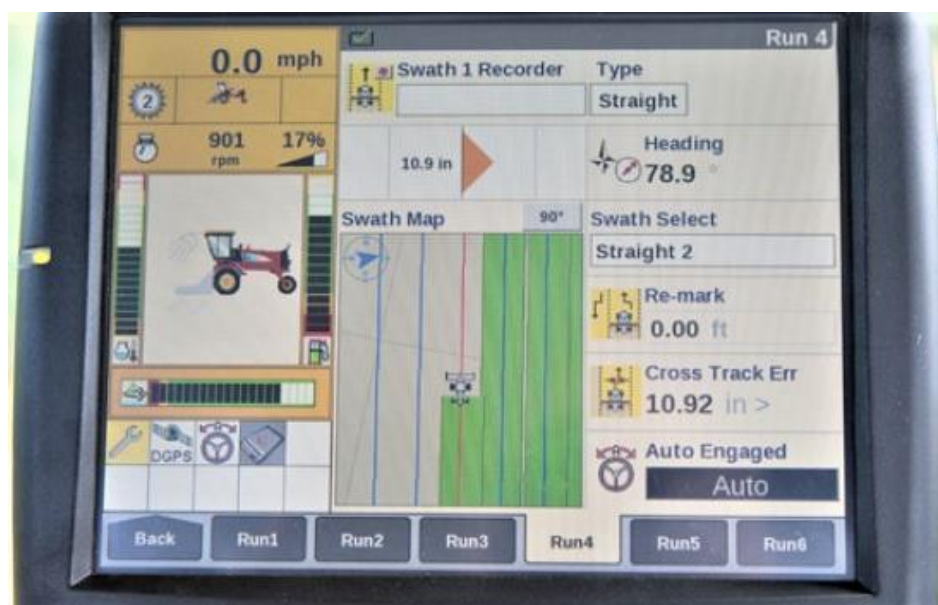 Run 4
0.0 mph
Swath 1 Recorder
Type
Straight
2
901
rpm
17%
10.9 in
Heading
78.9 °
Swath Map
90°
Swath Select
Straight 2
Re-mark
0.00 ft
Cross Track Err
10.92 in >
DGPS
Auto Engaged
Auto
Back
Run1
Run2
Run3
Run4
Run5
Run6